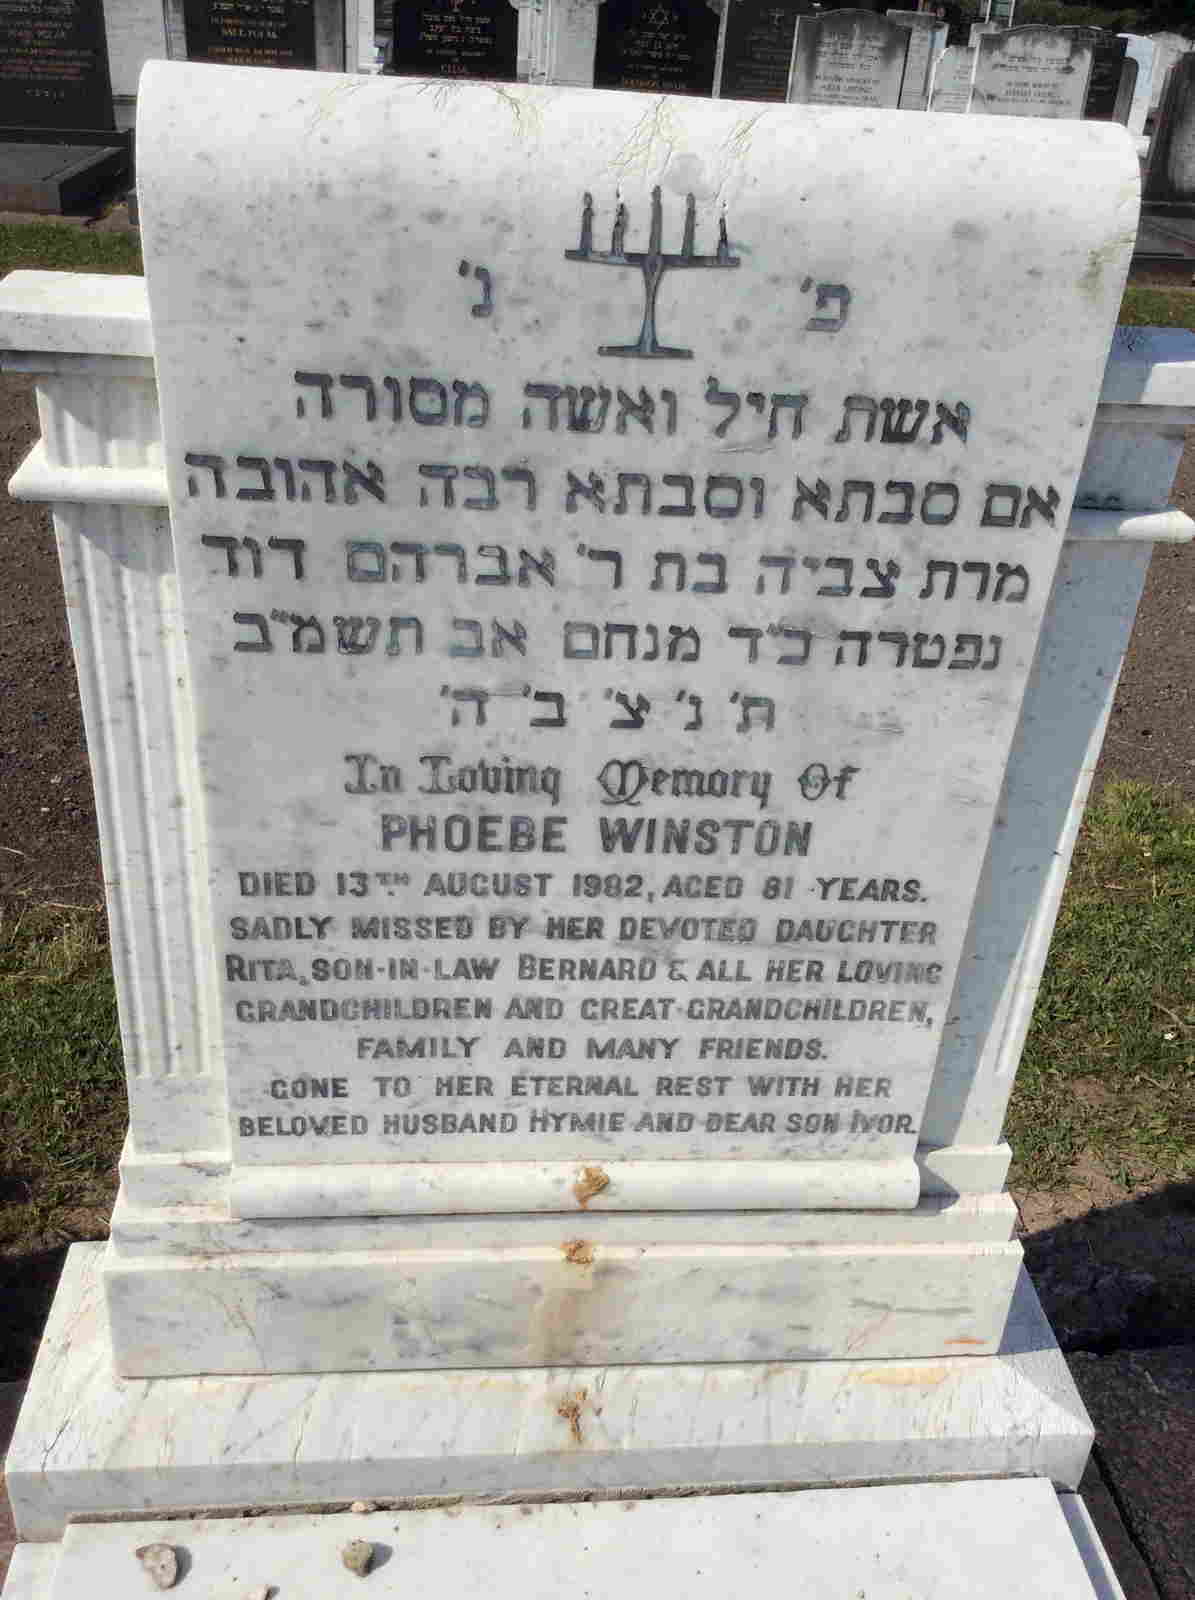 פ' נ'
אשת חיל ואשה מסורה
אם סבתא וסבתא רבה אהובה
מרת צביה בת ר' אברהם דוד
נפטרה כ"ד מנחם אב תשמ"ב
ת' נ' צ' ב' ה'
In Loving Memory Of
PHOEBE WINSTON
DIED 13TH AUGUST 1982, AGED 81 YEARS.
SADLY MISSED BY HER DEVOTED DAUGHTER
RITA, SON-IN-LAW BERNARD & ALL HER LOVING
GRANDCHILDREN AND GREAT-GRANDCHILDREN,
FAMILY AND MANY FRIENDS.
GONE TO HER ETERNAL REST WITH HER
BELOVED HUSBAND HYMIE AND DEAR SON IVOR.